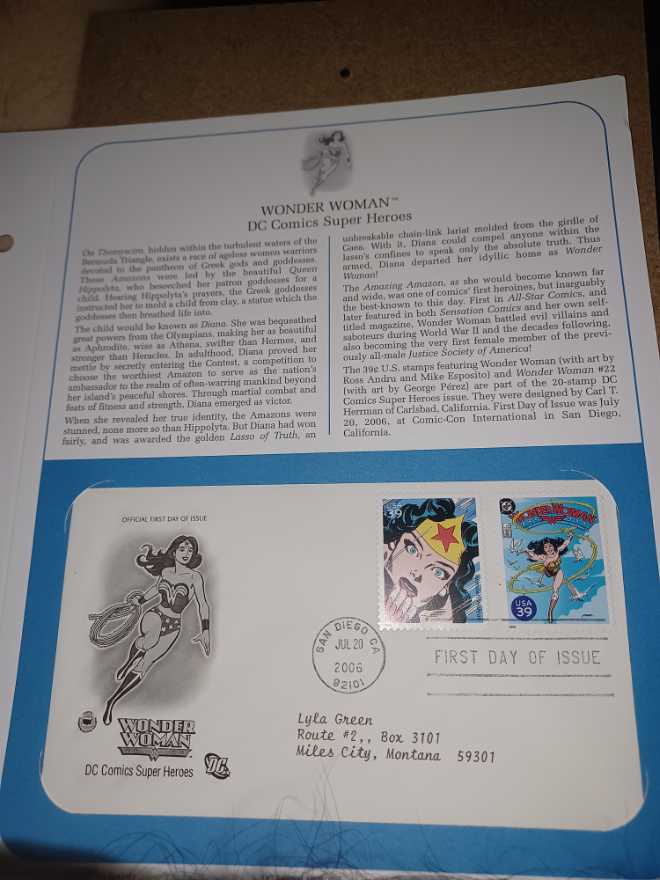 WONDER WOMAN™
DC Comics Super Heroes
On Themyscira, hidden within the turbulent waters of the
Bermuda Triangle, exists a race of ageless women warriors
devoted to the pantheon of Greek gods and goddesses.
These Amazons were led by the beautiful Queen
Hippolyta, who beseeched her patron goddesses for a
child. Hearing Hippolyta's prayers, the Greek goddesses
instructed her to mold a child from clay, a statue which the
goddesses then breathed life into.
The child would be known as Diana. She was bequeathed
great powers from the Olympians, making her as beautiful
as Aphrodite, wise as Athena, swifter than Hermes, and
stronger than Heracles. In adulthood, Diana proved her
mettle by secretly entering the Contest, a competition to
choose the worthiest Amazon to serve as the nation's
ambassador to the realm of often-warring mankind beyond
her island's peaceful shores. Through martial combat and
feats of fitness and strength, Diana emerged as victor.
When she revealed her true identity, the Amazons were
stunned, none more so than Hippolyta. But Diana had won
fairly, and was awarded the golden Lasso of Truth, an
unbreakable chain-link lariat molded from the girdle of
Gaea. With it, Diana could compel anyone within the
lasso's confines to speak only the absolute truth. Thus
armed, Diana departed her idyllic home as Wonder
Woman!
The Amazing Amazon, as she would become known far
and wide, was one of comics' first heroines, but inarguably
the best-known to this day. First in All-Star Comics, and
later featured in both Sensation Comics and her own self-
titled magazine, Wonder Woman battled evil villains and
saboteurs during World War II and the decades following,
also becoming the very first female member of the previ-
ously all-male Justice Society of America!
The 39¢ U.S. stamps featuring Wonder Woman (with art by
Ross Andru and Mike Esposito) and Wonder Woman #22
(with art by George Pérez) are part of the 20-stamp DC
Comics Super Heroes issue. They were designed by Carl T.
Herrman of Carlsbad, California. First Day of Issue was July
20, 2006, at Comic-Con International in San Diego,
California.
OFFICIAL FIRST DAY OF ISSUE
USA
39
DC
WONDER WOMAN
USA
39
SAN DIEGO CA
JUL 20
2006
92101
FIRST DAY OF ISSUE
Lyla Green
Route #2,, Box 3101
Miles City, Montana 59301
WONDER
WOMAN
DC Comics Super Heroes
DC